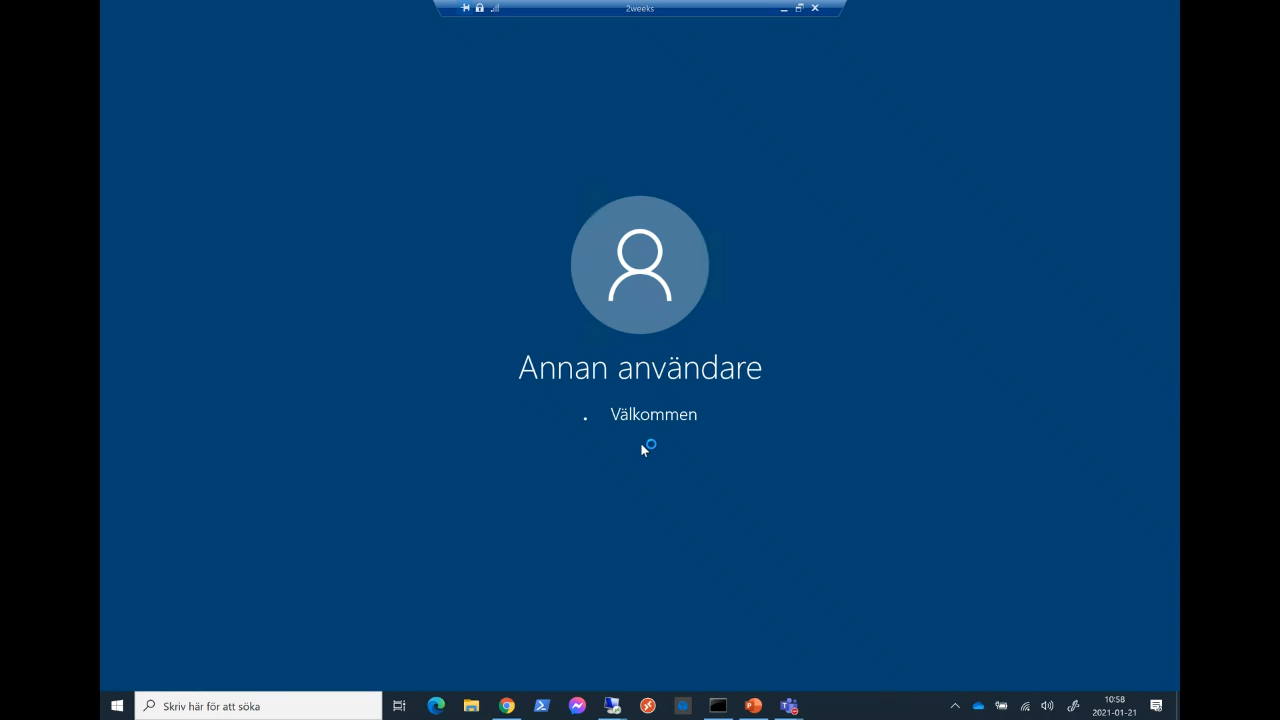 2weeks
Annan användare
Välkommen
Skriv här för att söka
10:58
2021-01-21